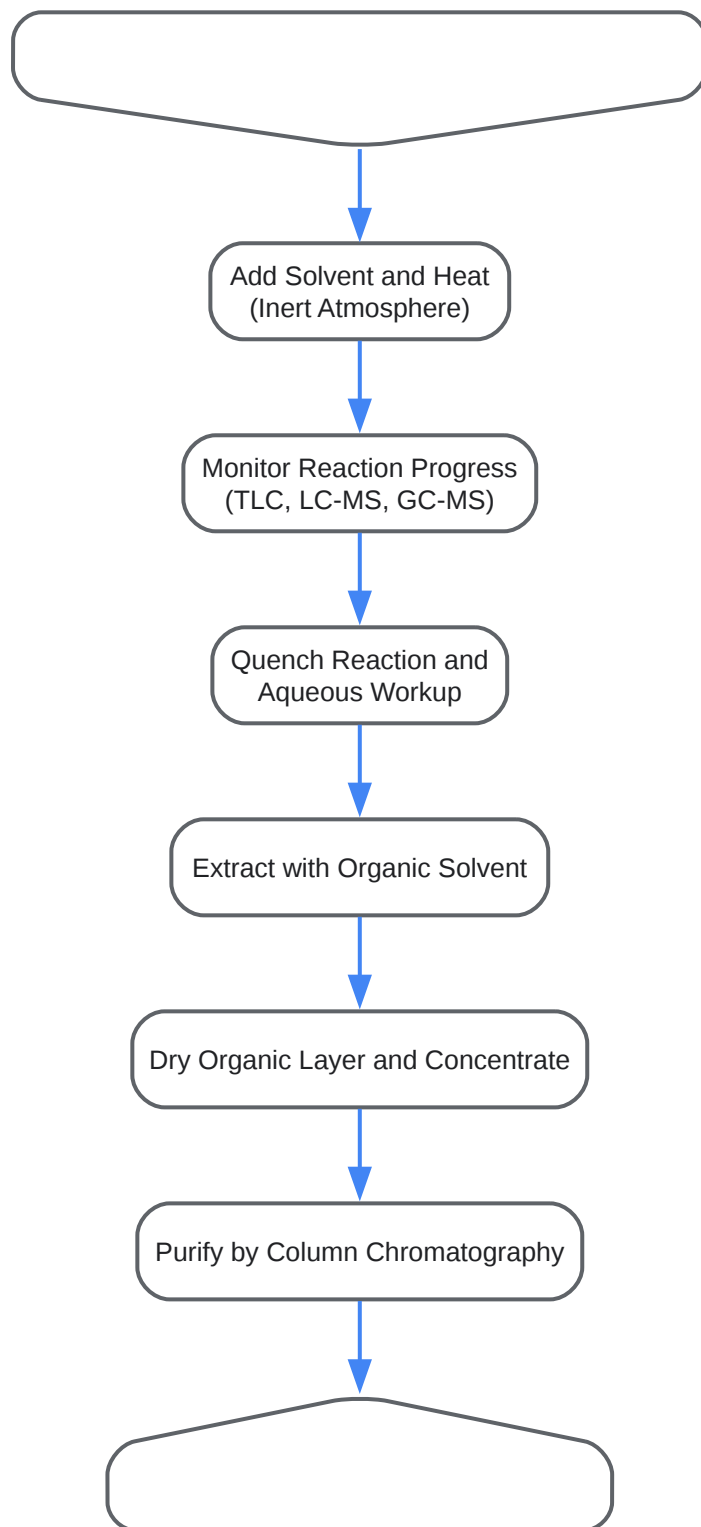 Add Solvent and Heat
(Inert Atmosphere)
Monitor Reaction Progress
(TLC, LC-MS, GC-MS)
Quench Reaction and
Aqueous Workup
Extract with Organic Solvent
Dry Organic Layer and Concentrate
Purify by Column Chromatography